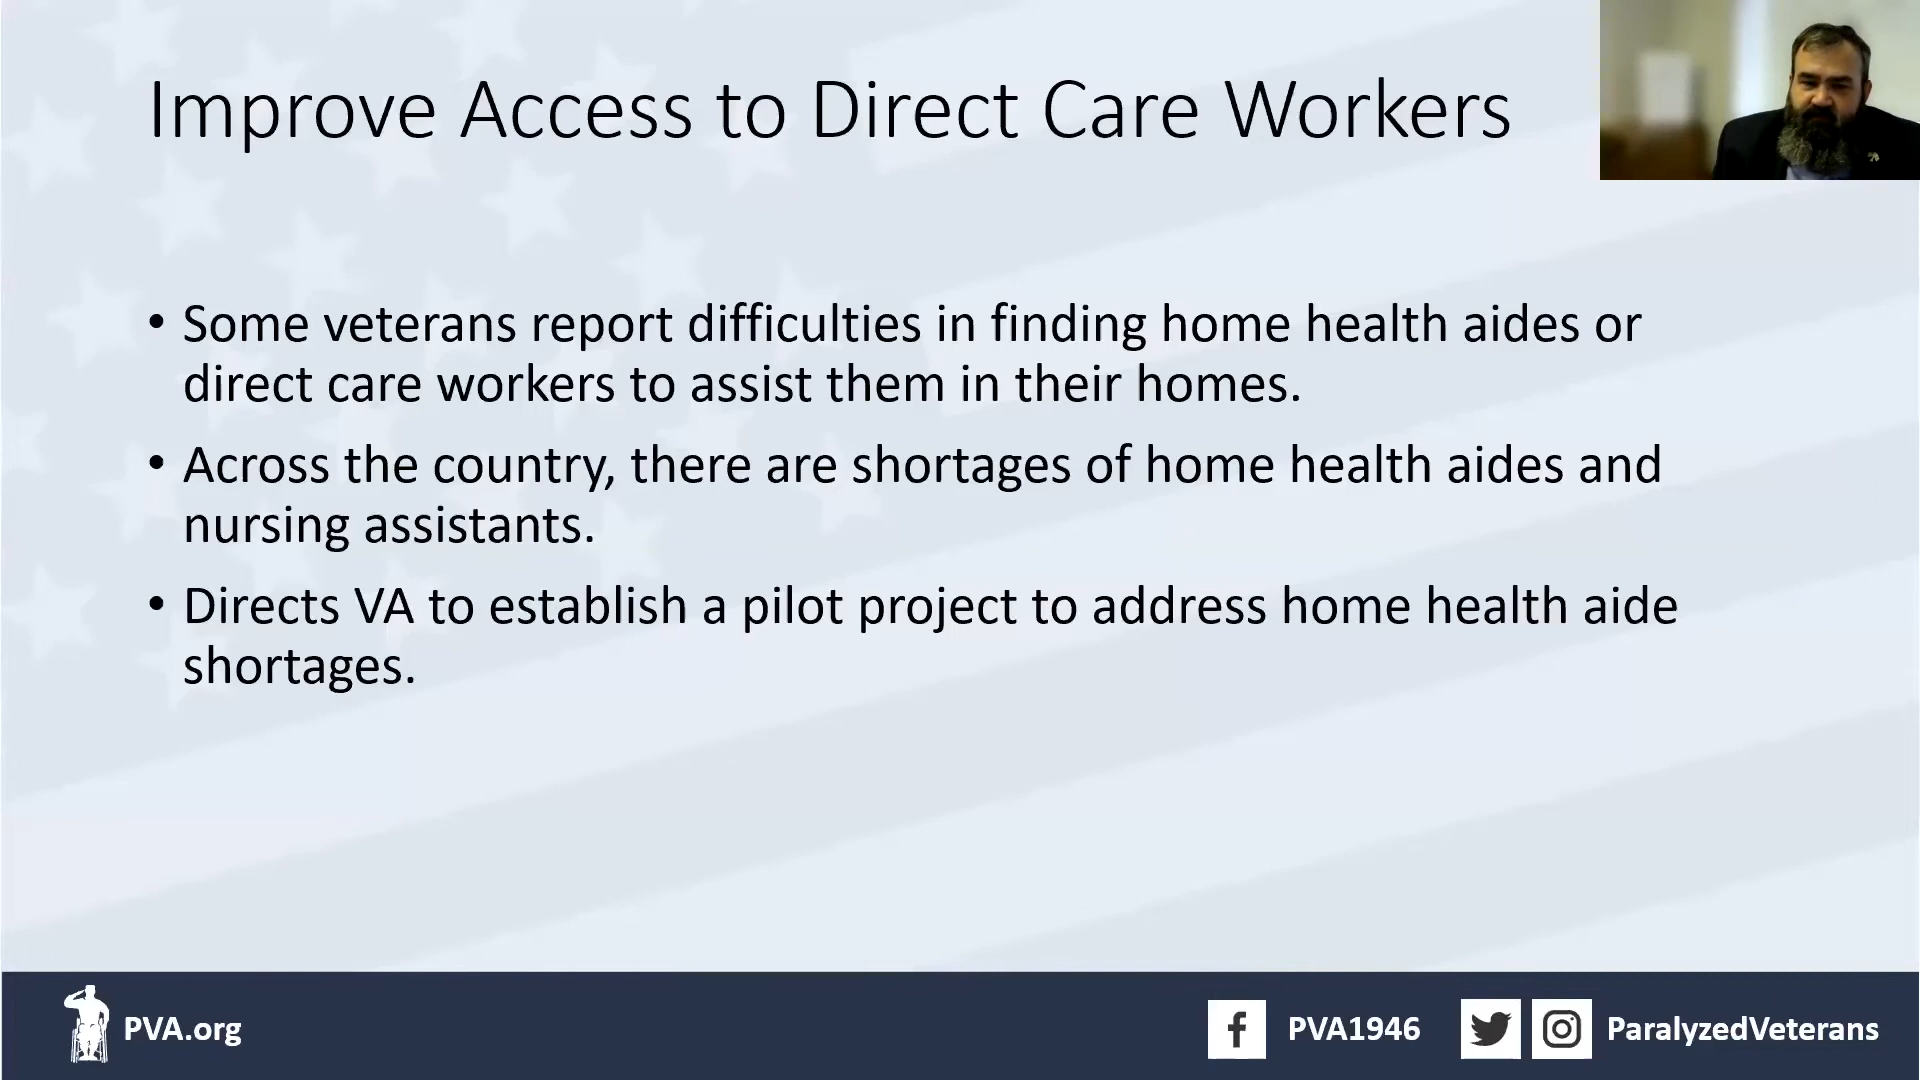 Improve Access to Direct Care Workers
• Some veterans report difficulties in finding home health aides or
direct care workers to assist them in their homes.
• Across the country, there are shortages of home health aides and
nursing assistants.
• Directs VA to establish a pilot project to address home health aide
shortages.
PVA.org
PVA1946
ParalyzedVeterans